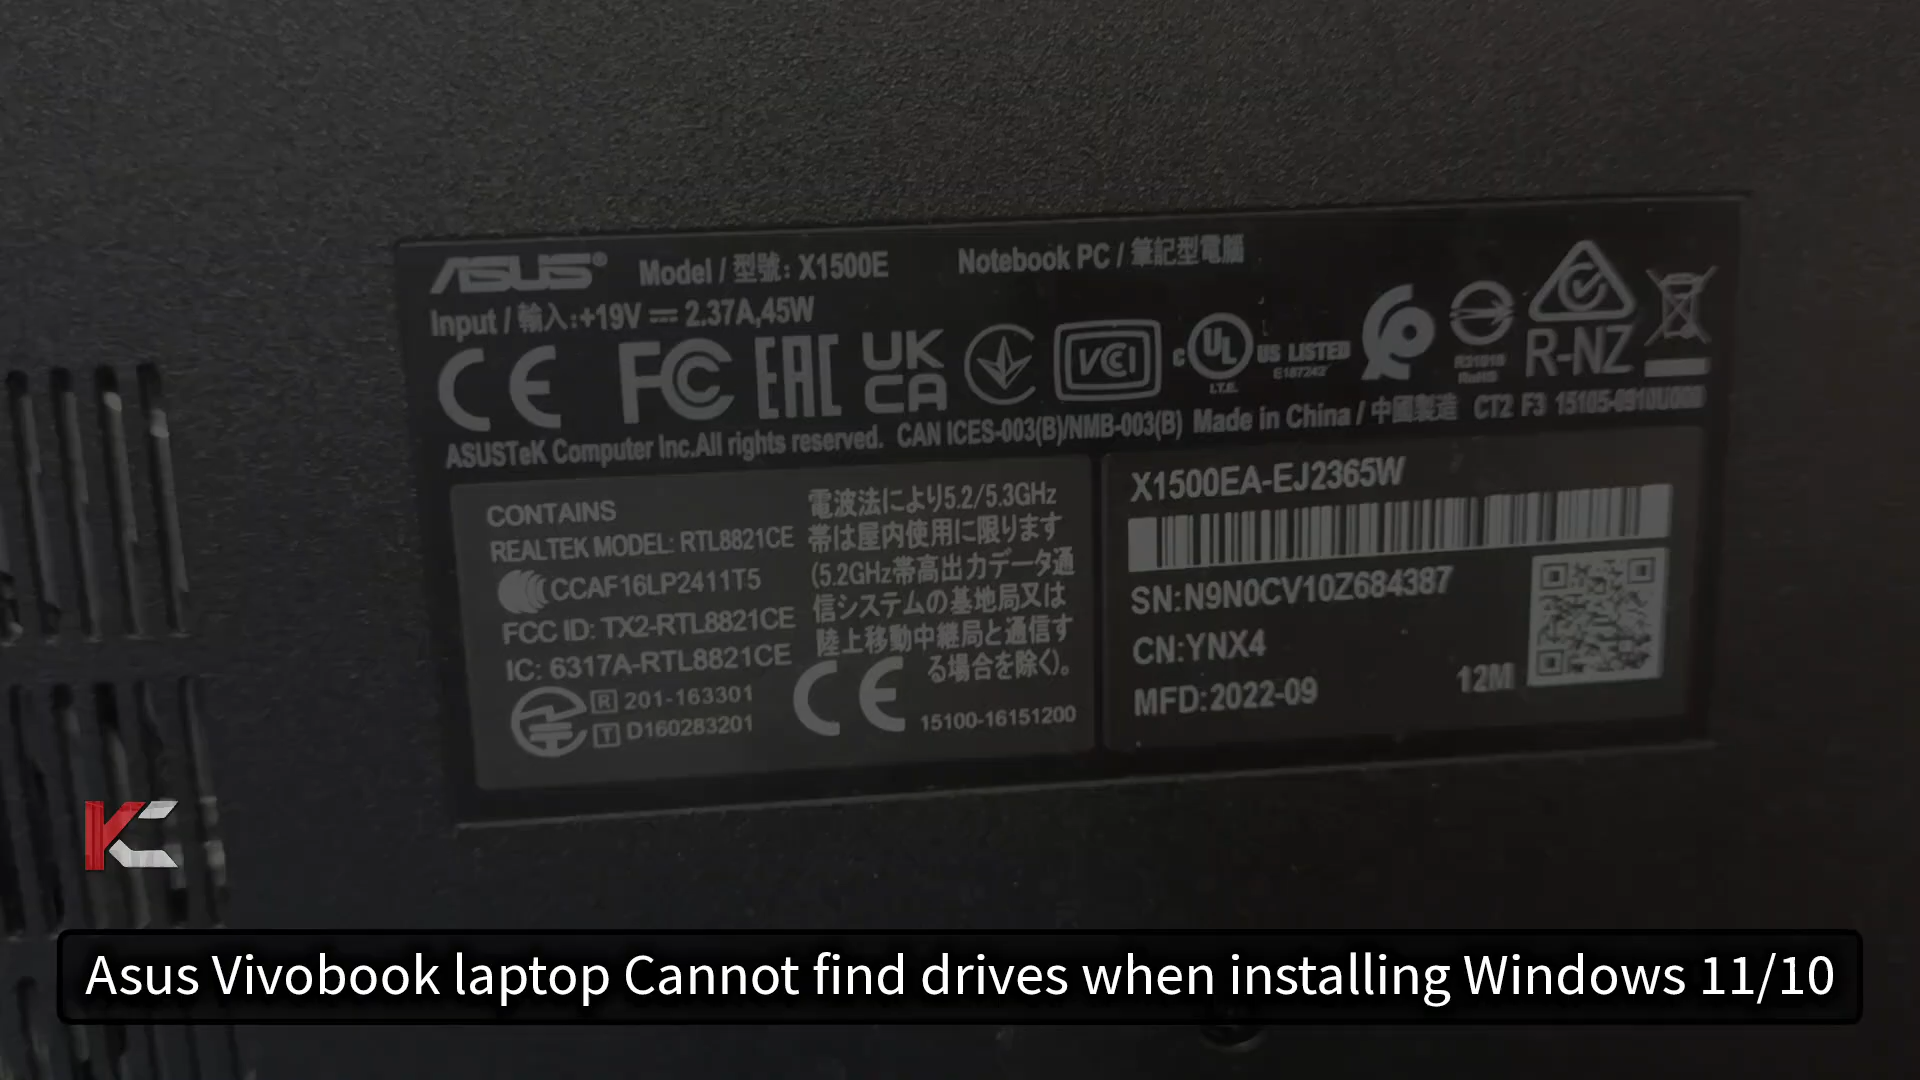 ASUS® Model / 型號: X1500E Notebook PC / 筆記型電腦
Input / 輸入:+19V ⎓ 2.37A,45W
CE FC EAC UK CA VCI c UL US LISTED R-NZ
I.T.E. E187242 RoHS
ASUSTeK Computer Inc.All rights reserved. CAN ICES-003(B)/NMB-003(B) Made in China / 中國製造 CT2 F3
CONTAINS
REALTEK MODEL: RTL8821CE
CCAF16LP2411T5
FCC ID: TX2-RTL8821CE
IC: 6317A-RTL8821CE
R 201-163301
T D160283201
電波法により5.2/5.3GHz
帯は屋内使用に限ります
(5.2GHz帯高出力データ通
信システムの基地局又は
陸上移動中継局と通信す
る場合を除く)。
CE 15100-16151200
X1500EA-EJ2365W
SN:N9N0CV10Z684387
CN:YNX4
MFD:2022-09 12M
KC
Asus Vivobook laptop Cannot find drives when installing Windows 11/10